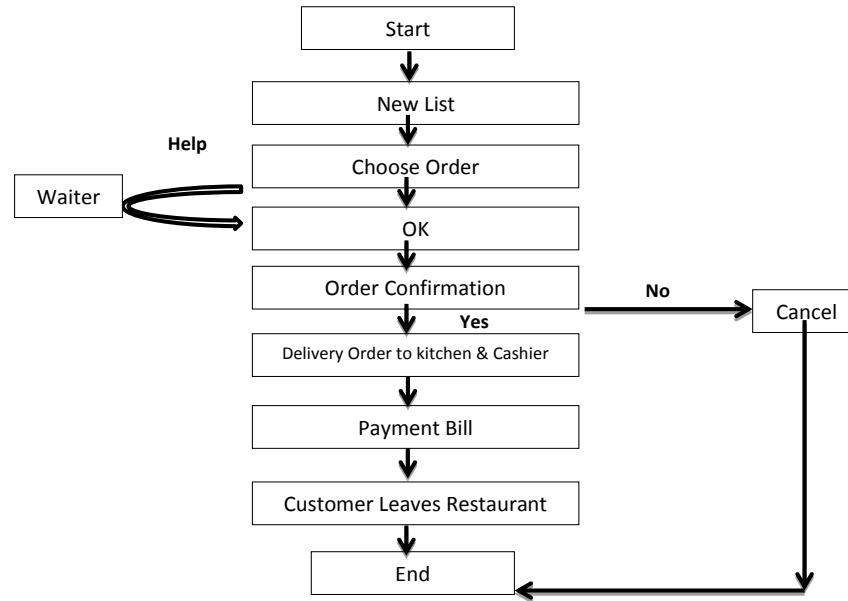 Start
New List
Help
Choose Order
Waiter
OK
Order Confirmation
No
Cancel
Yes
Delivery Order to kitchen & Cashier
Payment Bill
Customer Leaves Restaurant
End